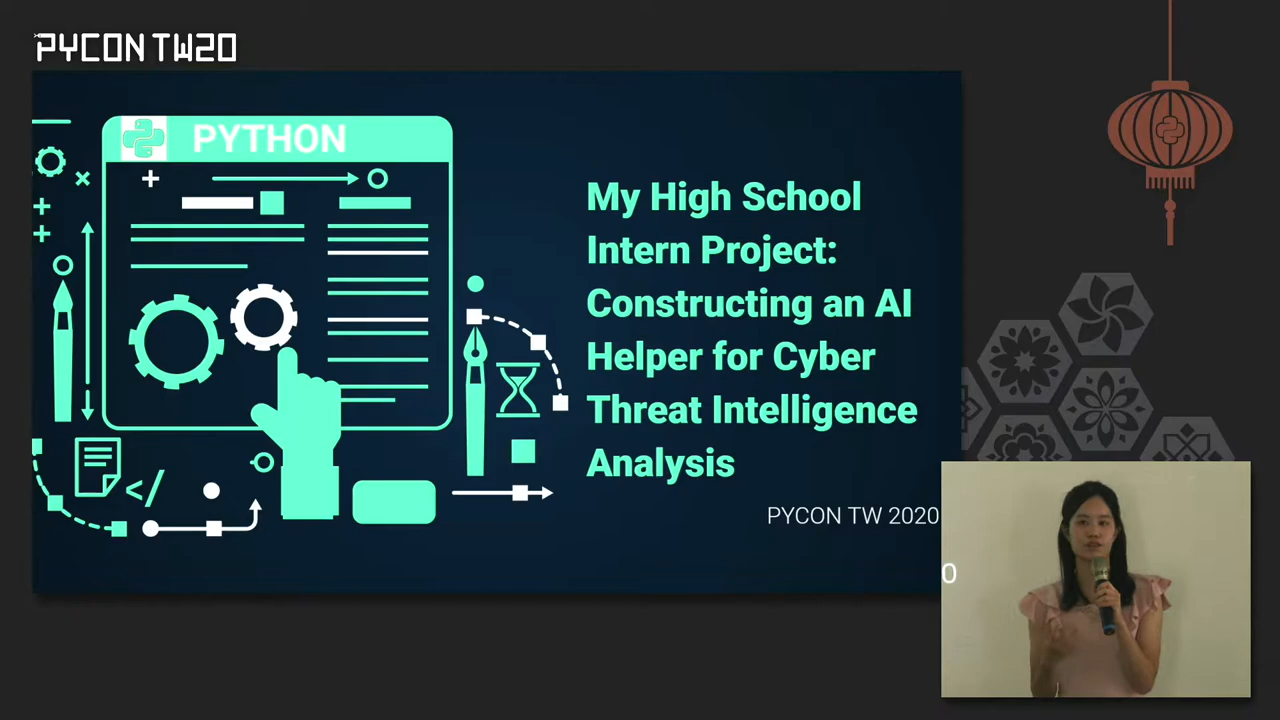 PYCON TW20
PYTHON
My High School
Intern Project:
Constructing an AI
Helper for Cyber
Threat Intelligence
Analysis
PYCON TW 2020